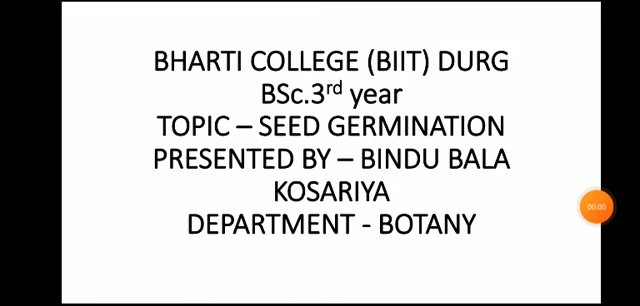 BHARTI COLLEGE (BIIT) DURG
BSc.3rd year
TOPIC – SEED GERMINATION
PRESENTED BY – BINDU BALA
KOSARIYA
DEPARTMENT - BOTANY
00:00